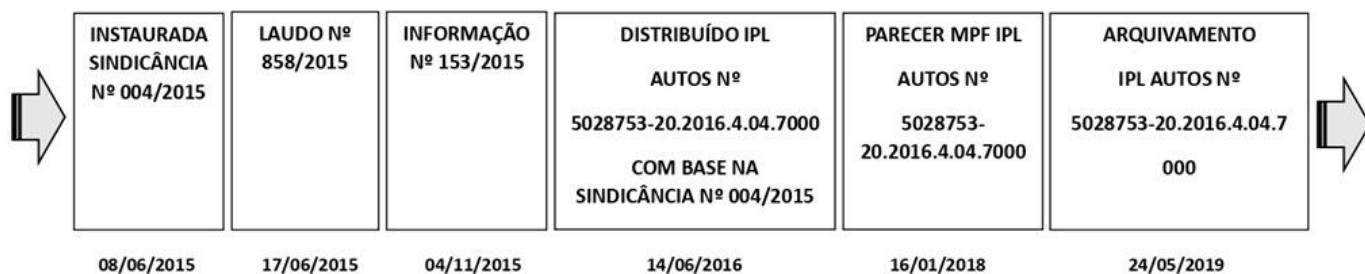 INSTAURADA
SINDICÂNCIA
Nº 004/2015
LAUDO Nº
858/2015
INFORMAÇÃO
Nº 153/2015
DISTRIBUÍDO IPL
AUTOS Nº
5028753-20.2016.4.04.7000
COM BASE NA
SINDICÂNCIA Nº 004/2015
PARECER MPF IPL
AUTOS Nº
5028753-
20.2016.4.04.7000
ARQUIVAMENTO
IPL AUTOS Nº
5028753-20.2016.4.04.7
000
08/06/2015
17/06/2015
04/11/2015
14/06/2016
16/01/2018
24/05/2019